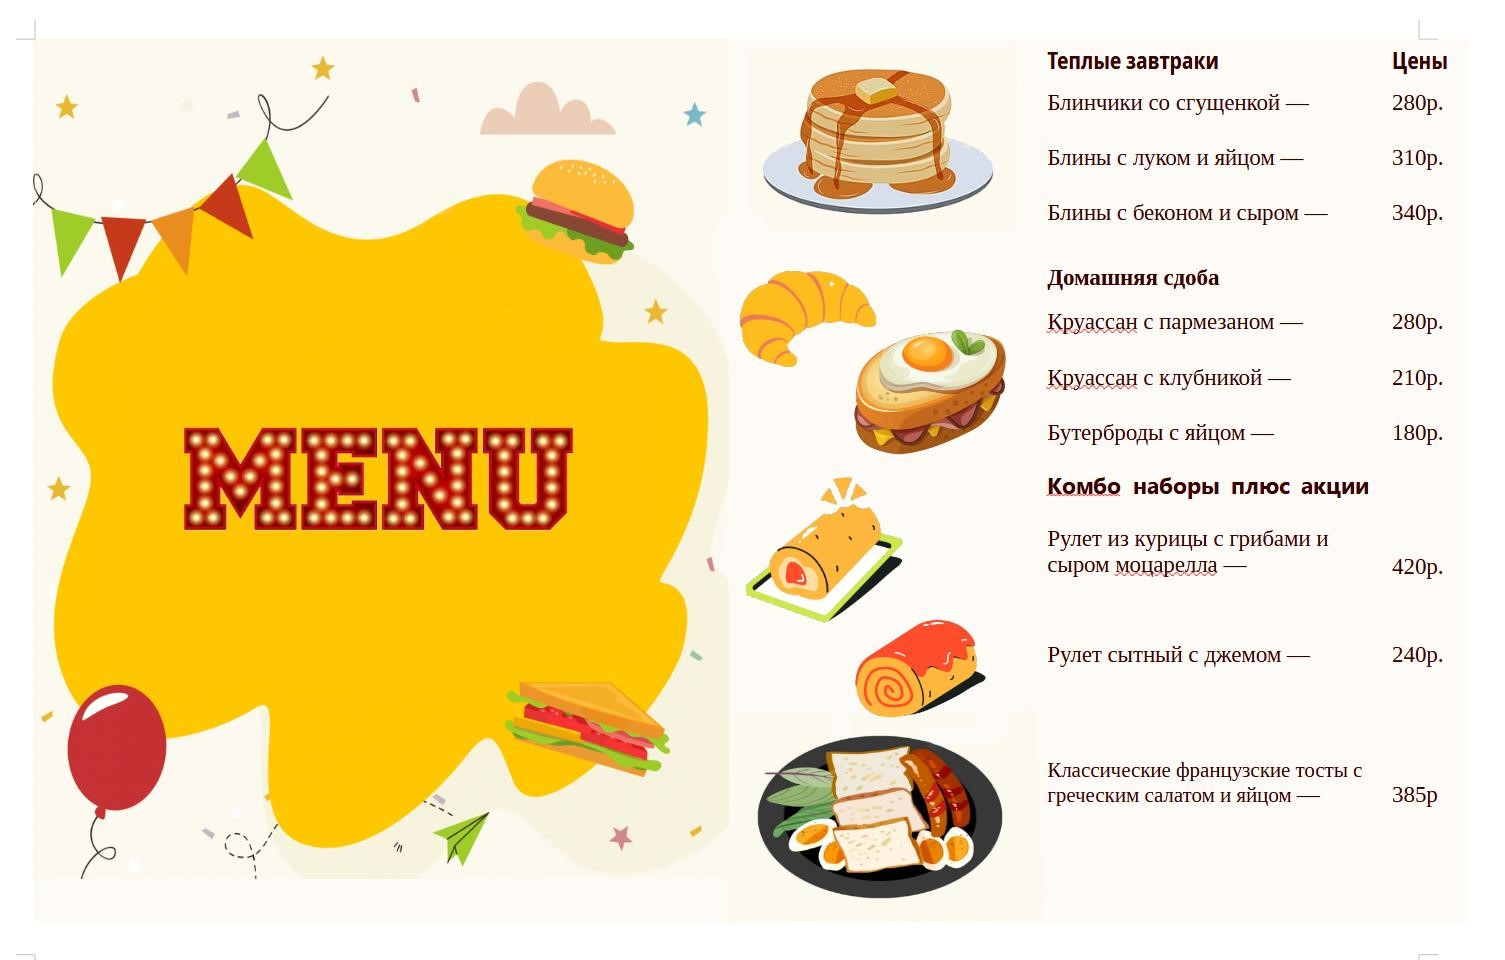 MENU
Теплые завтраки Цены
Блинчики со сгущенкой — 280р.
Блины с луком и яйцом — 310р.
Блины с беконом и сыром — 340р.
Домашняя сдоба
Круассан с пармезаном — 280р.
Круассан с клубникой — 210р.
Бутерброды с яйцом — 180р.
Комбо наборы плюс акции
Рулет из курицы с грибами и
сыром моцарелла — 420р.
Рулет сытный с джемом — 240р.
Классические французские тосты с
греческим салатом и яйцом — 385р